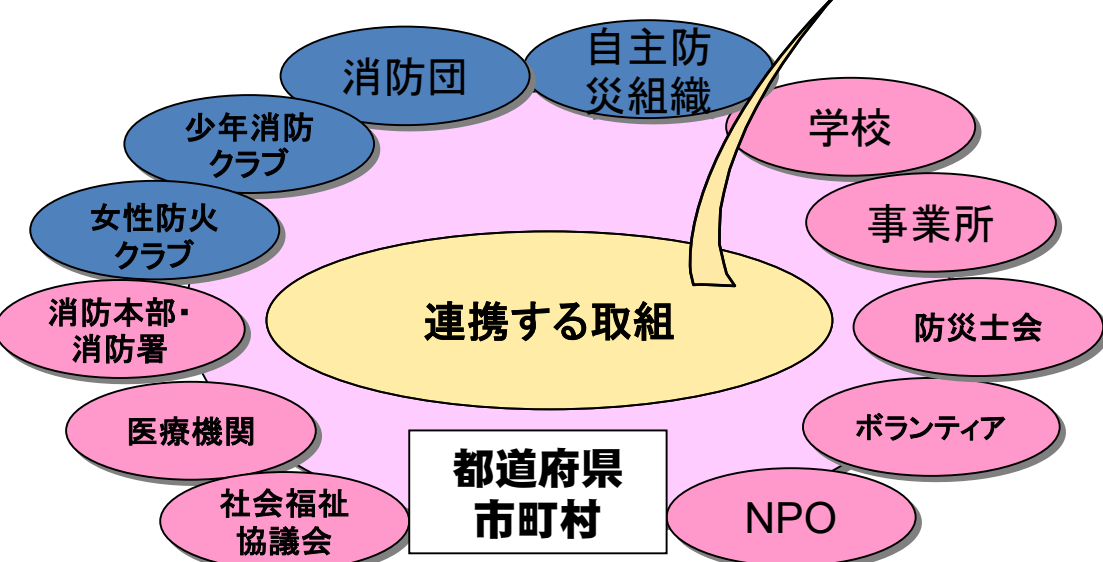 自主防
災組織
消防団
学校
少年消防
クラブ
女性防火
クラブ
事業所
消防本部・
消防署
連携する取組
防災士会
医療機関
ボランティア
都道府県
市町村
社会福祉
協議会
NPO